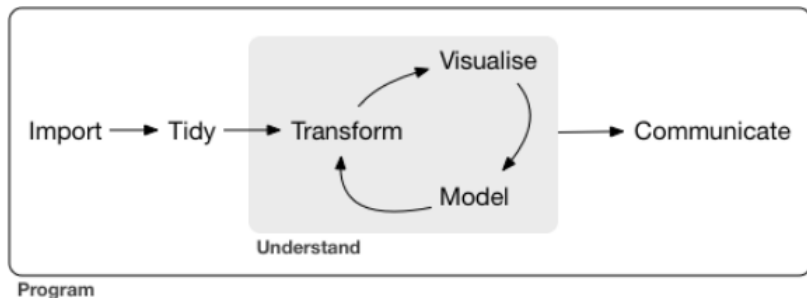 Visualise
Import
Tidy
Transform
Communicate
Model
Understand
Program